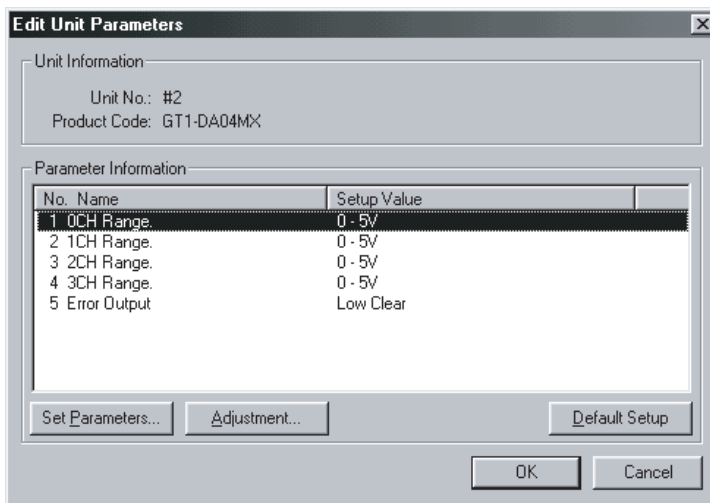 Edit Unit Parameters
Unit Information
Unit No.: #2
Product Code: GT1-DA04MX
Parameter Information
No. Name Setup Value
1 0CH Range. 0 - 5V
2 1CH Range. 0 - 5V
3 2CH Range. 0 - 5V
4 3CH Range. 0 - 5V
5 Error Output Low Clear
Set Parameters... Adjustment... Default Setup
OK Cancel